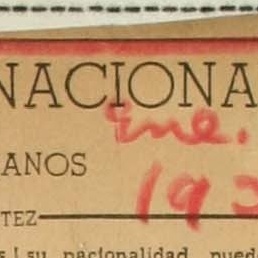 NACIONA
Ene.
ANOS
19
TEZ
su nacionalidad, pued